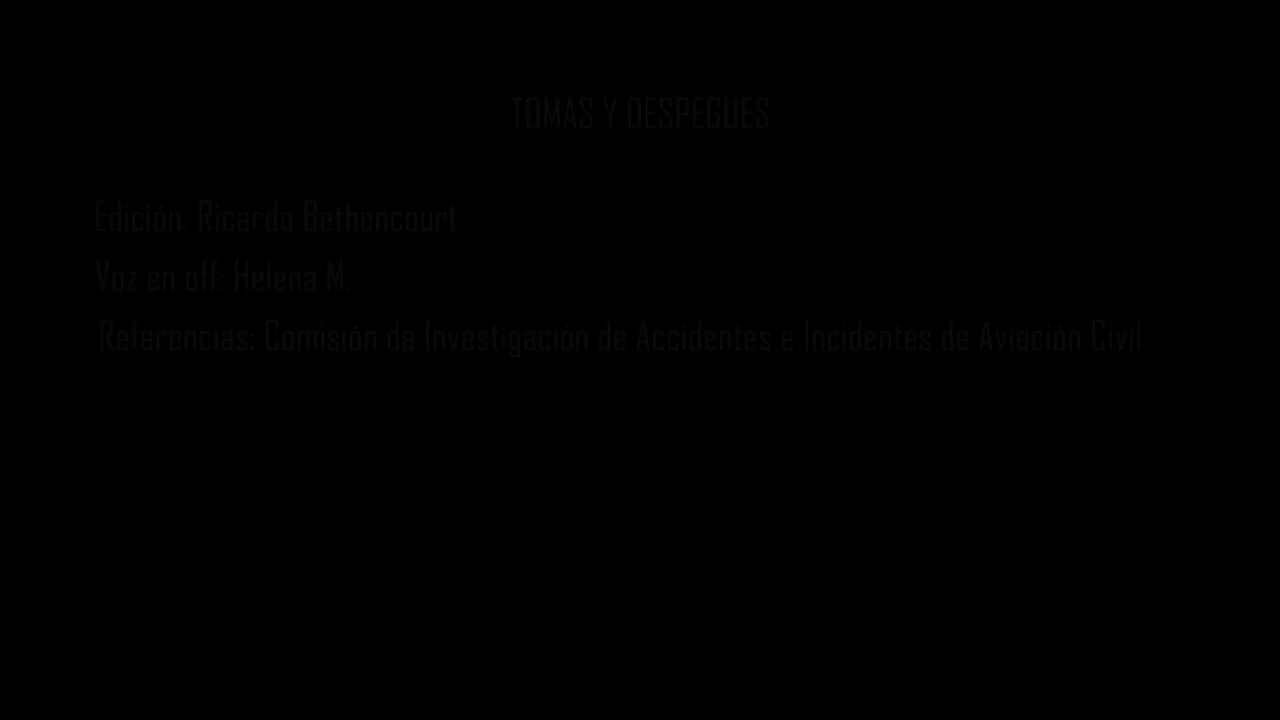 TOMAS Y DESPEGUES
Edición: Ricardo Bethencourt
Voz en off: Helena M.
Referencias: Comisión de Investigación de Accidentes e Incidentes de Aviación Civil